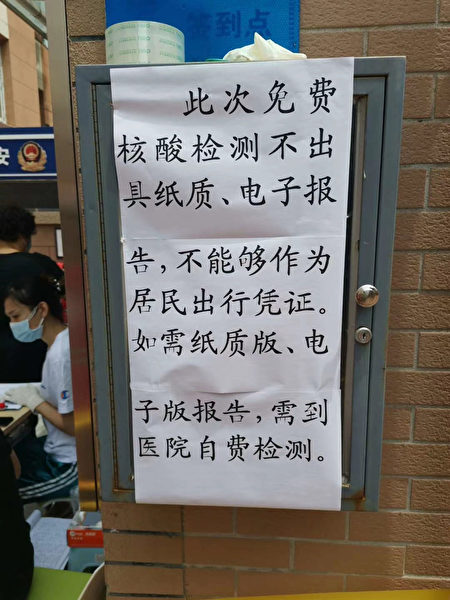 签到点
此次免费
核酸检测不出
具纸质、电子报
告，不能够作为
居民出行凭证。
如需纸质版、电
子版报告，需到
医院自费检测。
安